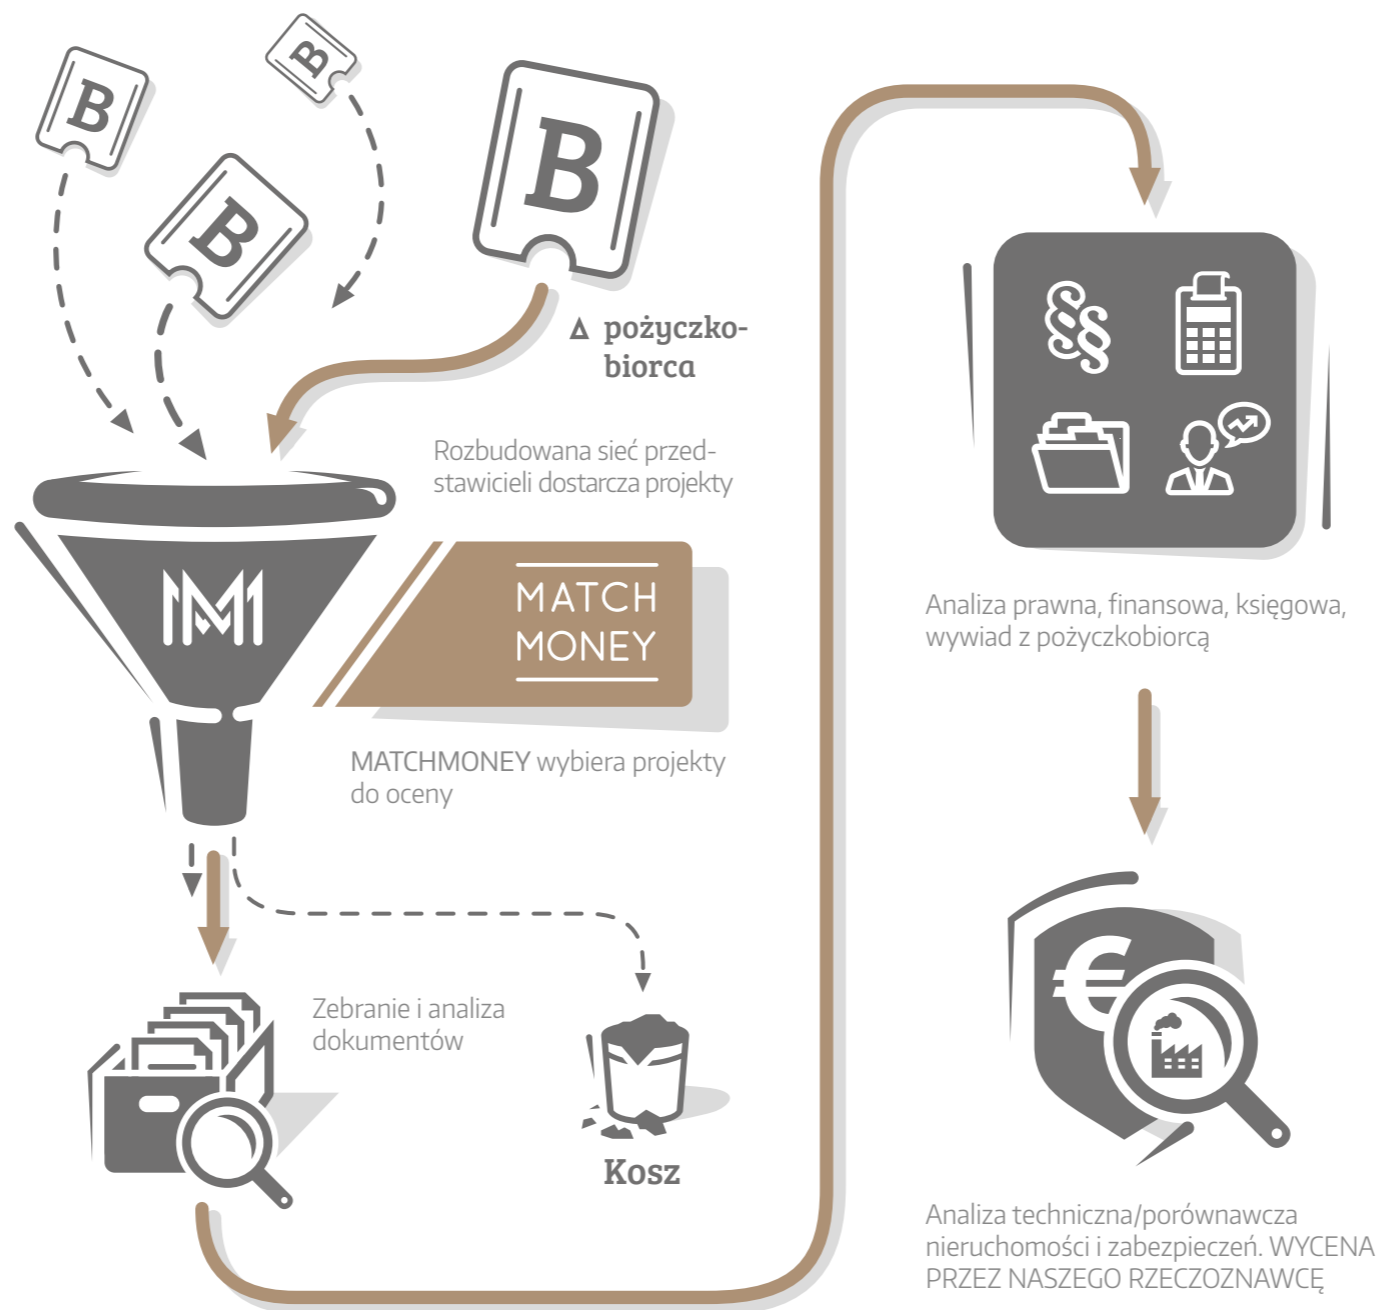 B
B
B
B
pożyczko-
biorca
Rozbudowana sieć przed-
stawicieli dostarcza projekty
MATCH
MONEY
MATCHMONEY wybiera projekty
do oceny
Zebranie i analiza
dokumentów
Kosz
§§
Analiza prawna, finansowa, księgowa,
wywiad z pożyczkobiorcą
€
Analiza techniczna/porównawcza
nieruchomości i zabezpieczeń. WYCENA
PRZEZ NASZEGO RZECZOZNAWCĘ